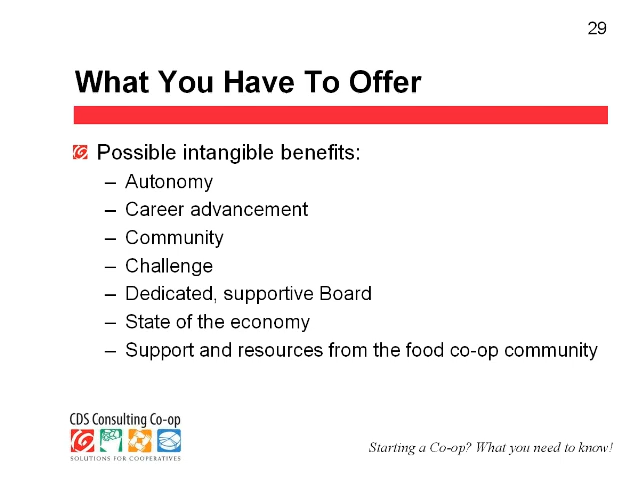 29
What You Have To Offer
Possible intangible benefits:
– Autonomy
– Career advancement
– Community
– Challenge
– Dedicated, supportive Board
– State of the economy
– Support and resources from the food co-op community
CDS Consulting Co-op
SOLUTIONS FOR COOPERATIVES
Starting a Co-op? What you need to know!